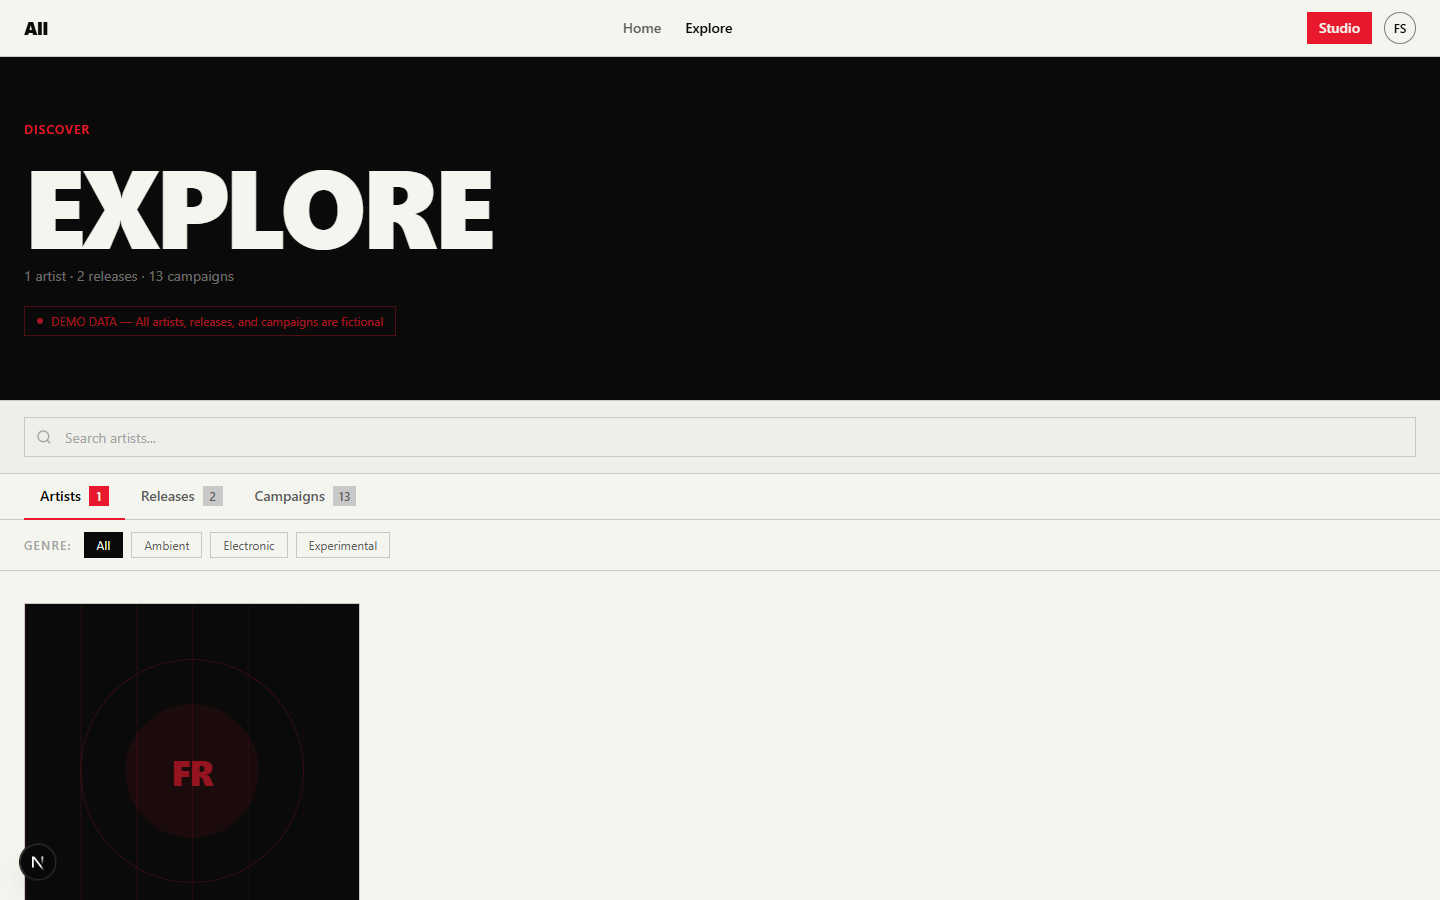 All
Home
Explore
Studio
FS
DISCOVER
EXPLORE
1 artist · 2 releases · 13 campaigns
DEMO DATA — All artists, releases, and campaigns are fictional
Search artists...
Artists 1
Releases 2
Campaigns 13
GENRE: All Ambient Electronic Experimental
FR
N